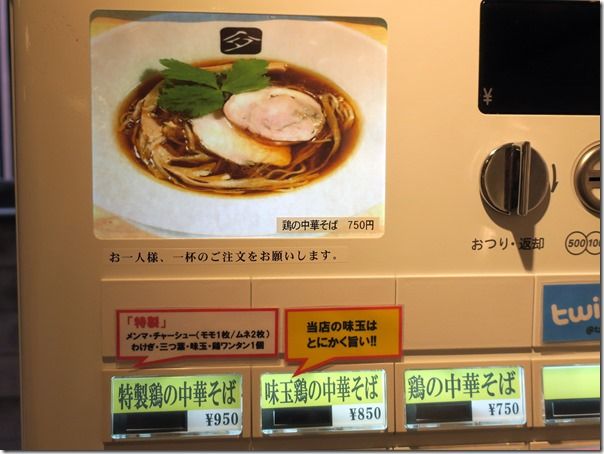 鶏の中華そば 750円
¥
お一人様、一杯のご注文をお願いします。
おつり・返却
500
100
twi
@t
「特製」
メンマ・チャーシュー(モモ1枚/ムネ2枚)
わけぎ・三つ葉・味玉・鶏ワンタン1個
当店の味玉は
とにかく旨い!!
特製鶏の中華そば
¥950
味玉鶏の中華そば
¥850
鶏の中華そば
¥750